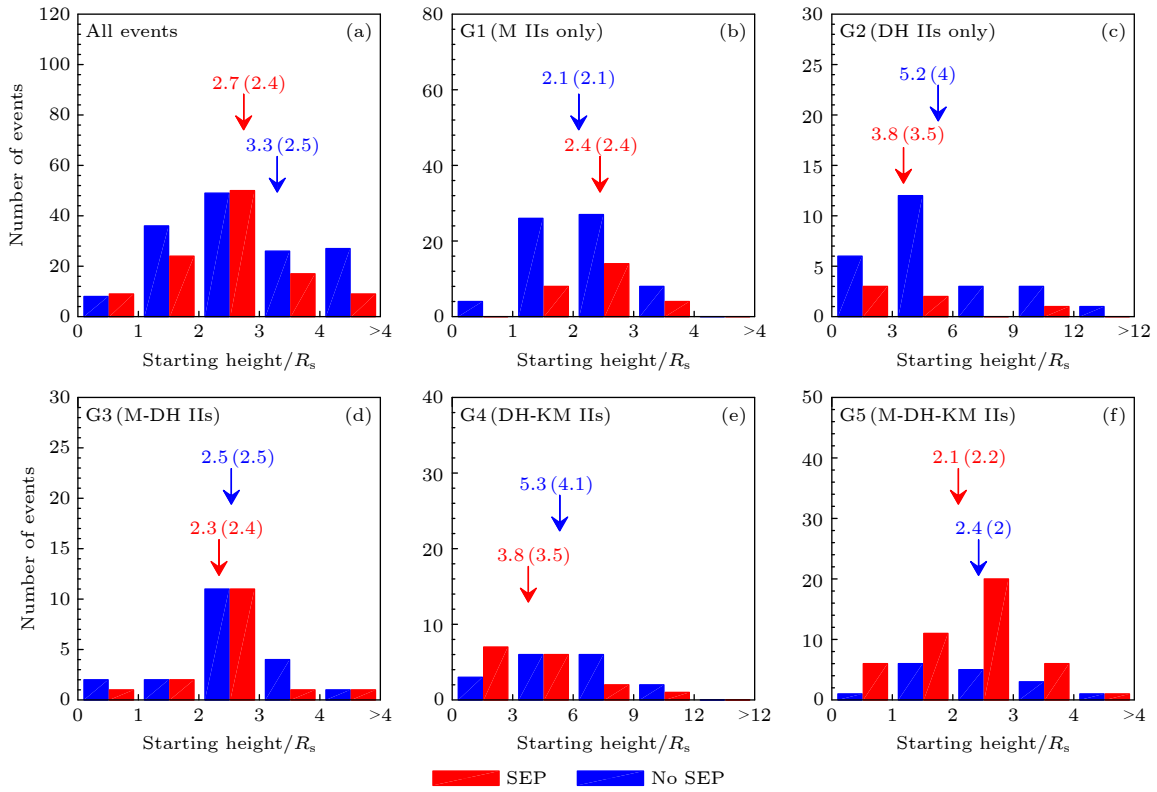 All events (a)
2.7 (2.4)
3.3 (2.5)
Number of events
120
100
80
60
40
20
0
0 1 2 3 4 >4
Starting height/Rs
G1 (M IIs only) (b)
2.1 (2.1)
2.4 (2.4)
80
60
40
20
0
0 1 2 3 4 >4
Starting height/Rs
G2 (DH IIs only) (c)
5.2 (4)
3.8 (3.5)
30
25
20
15
10
5
0
0 3 6 9 12 >12
Starting height/Rs
G3 (M-DH IIs) (d)
2.5 (2.5)
2.3 (2.4)
Number of events
30
25
20
15
10
5
0
0 1 2 3 4 >4
Starting height/Rs
G4 (DH-KM IIs) (e)
5.3 (4.1)
3.8 (3.5)
40
30
20
10
0
0 3 6 9 12 >12
Starting height/Rs
G5 (M-DH-KM IIs) (f)
2.1 (2.2)
2.4 (2)
50
40
30
20
10
0
0 1 2 3 4 >4
Starting height/Rs
SEP No SEP